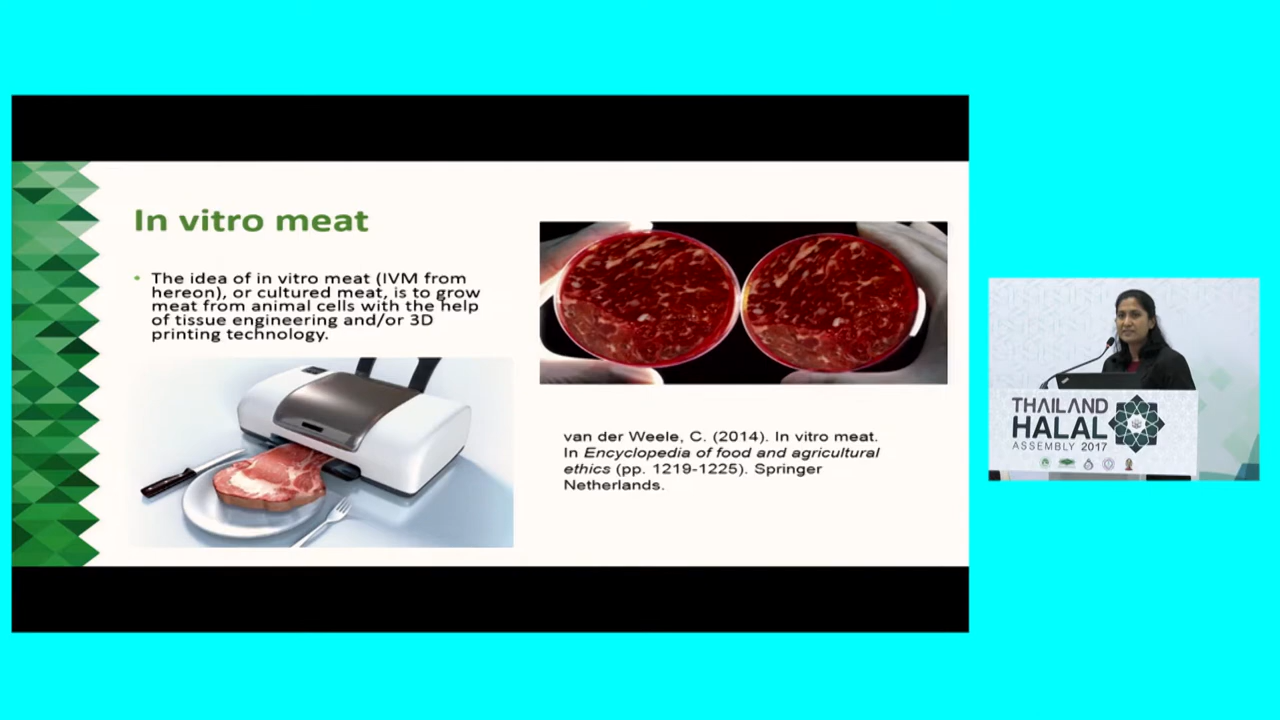 In vitro meat
• The idea of in vitro meat (IVM from
hereon), or cultured meat, is to grow
meat from animal cells with the help
of tissue engineering and/or 3D
printing technology.
van der Weele, C. (2014). In vitro meat.
In Encyclopedia of food and agricultural
ethics (pp. 1219-1225). Springer
Netherlands.
THAILAND
HALAL
ASSEMBLY 2017